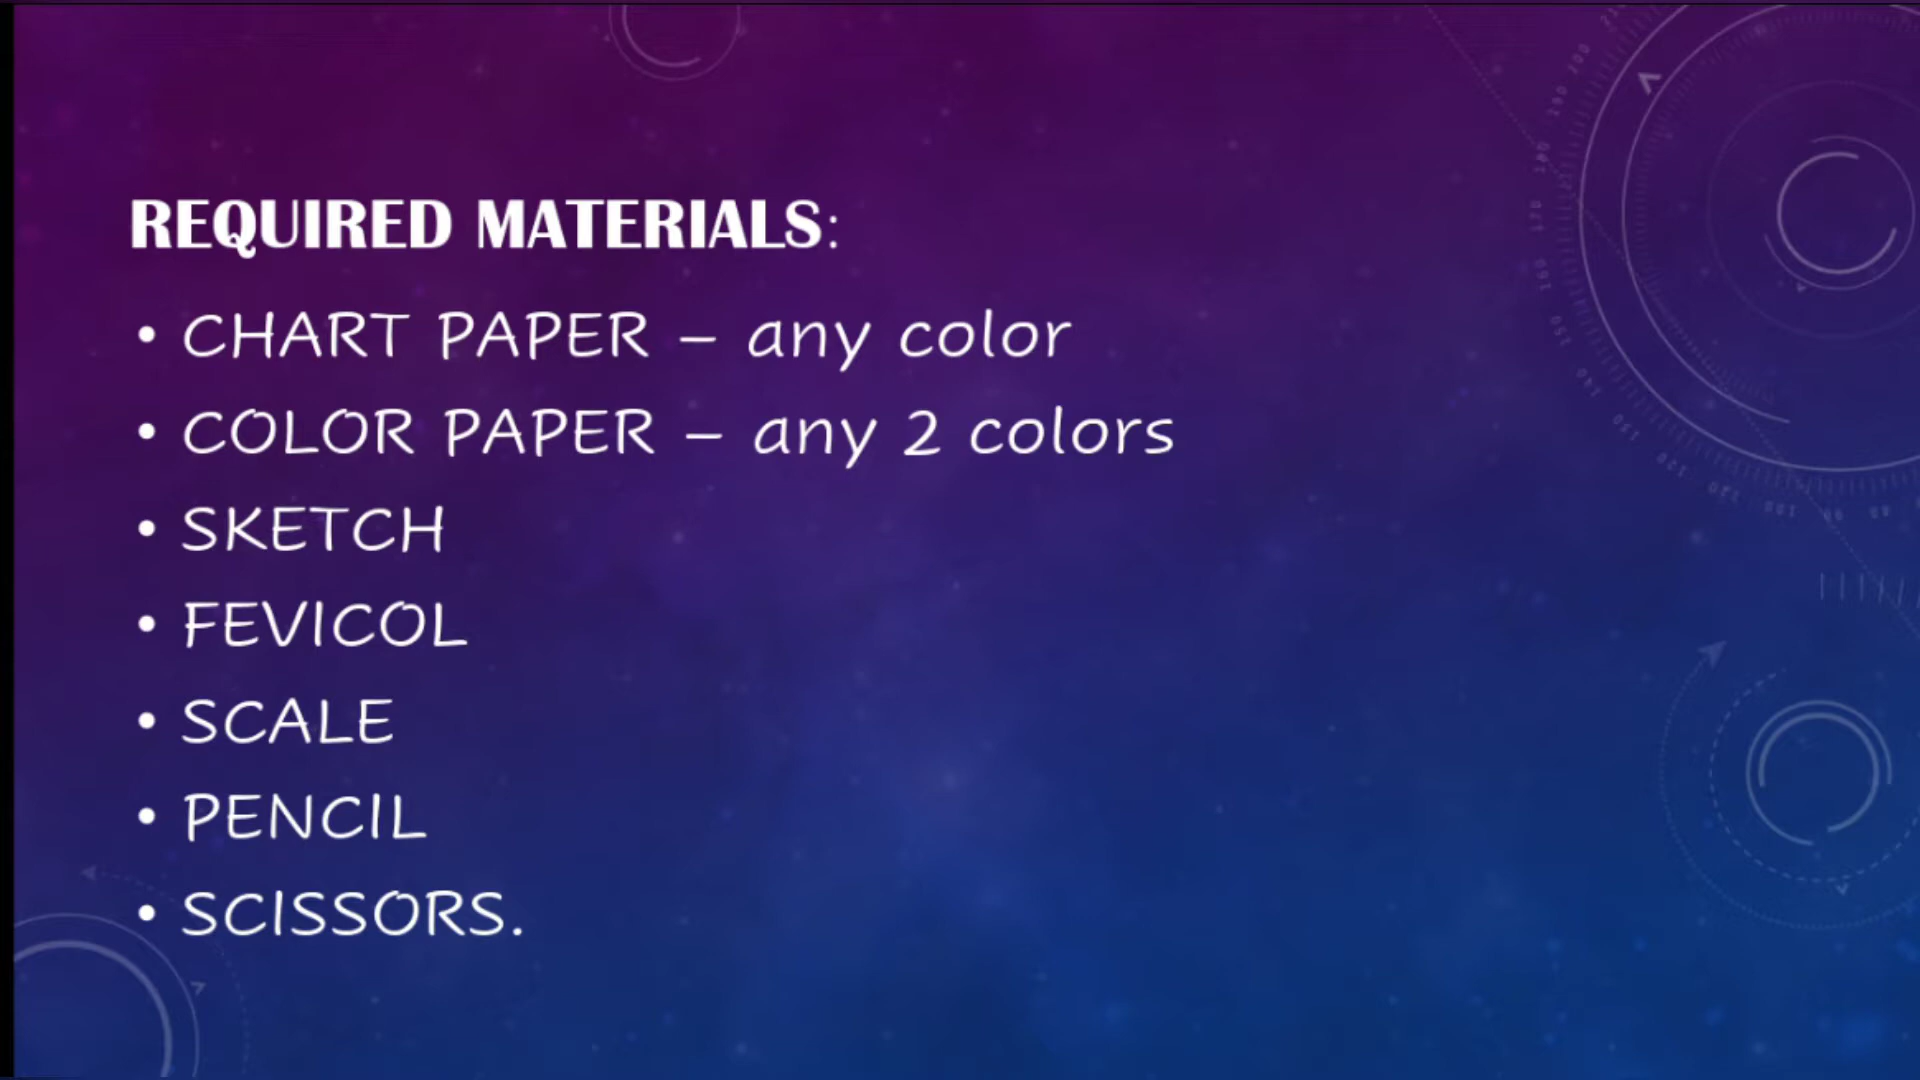 REQUIRED MATERIALS:
• CHART PAPER – any color
• COLOR PAPER – any 2 colors
• SKETCH
• FEVICOL
• SCALE
• PENCIL
• SCISSORS.